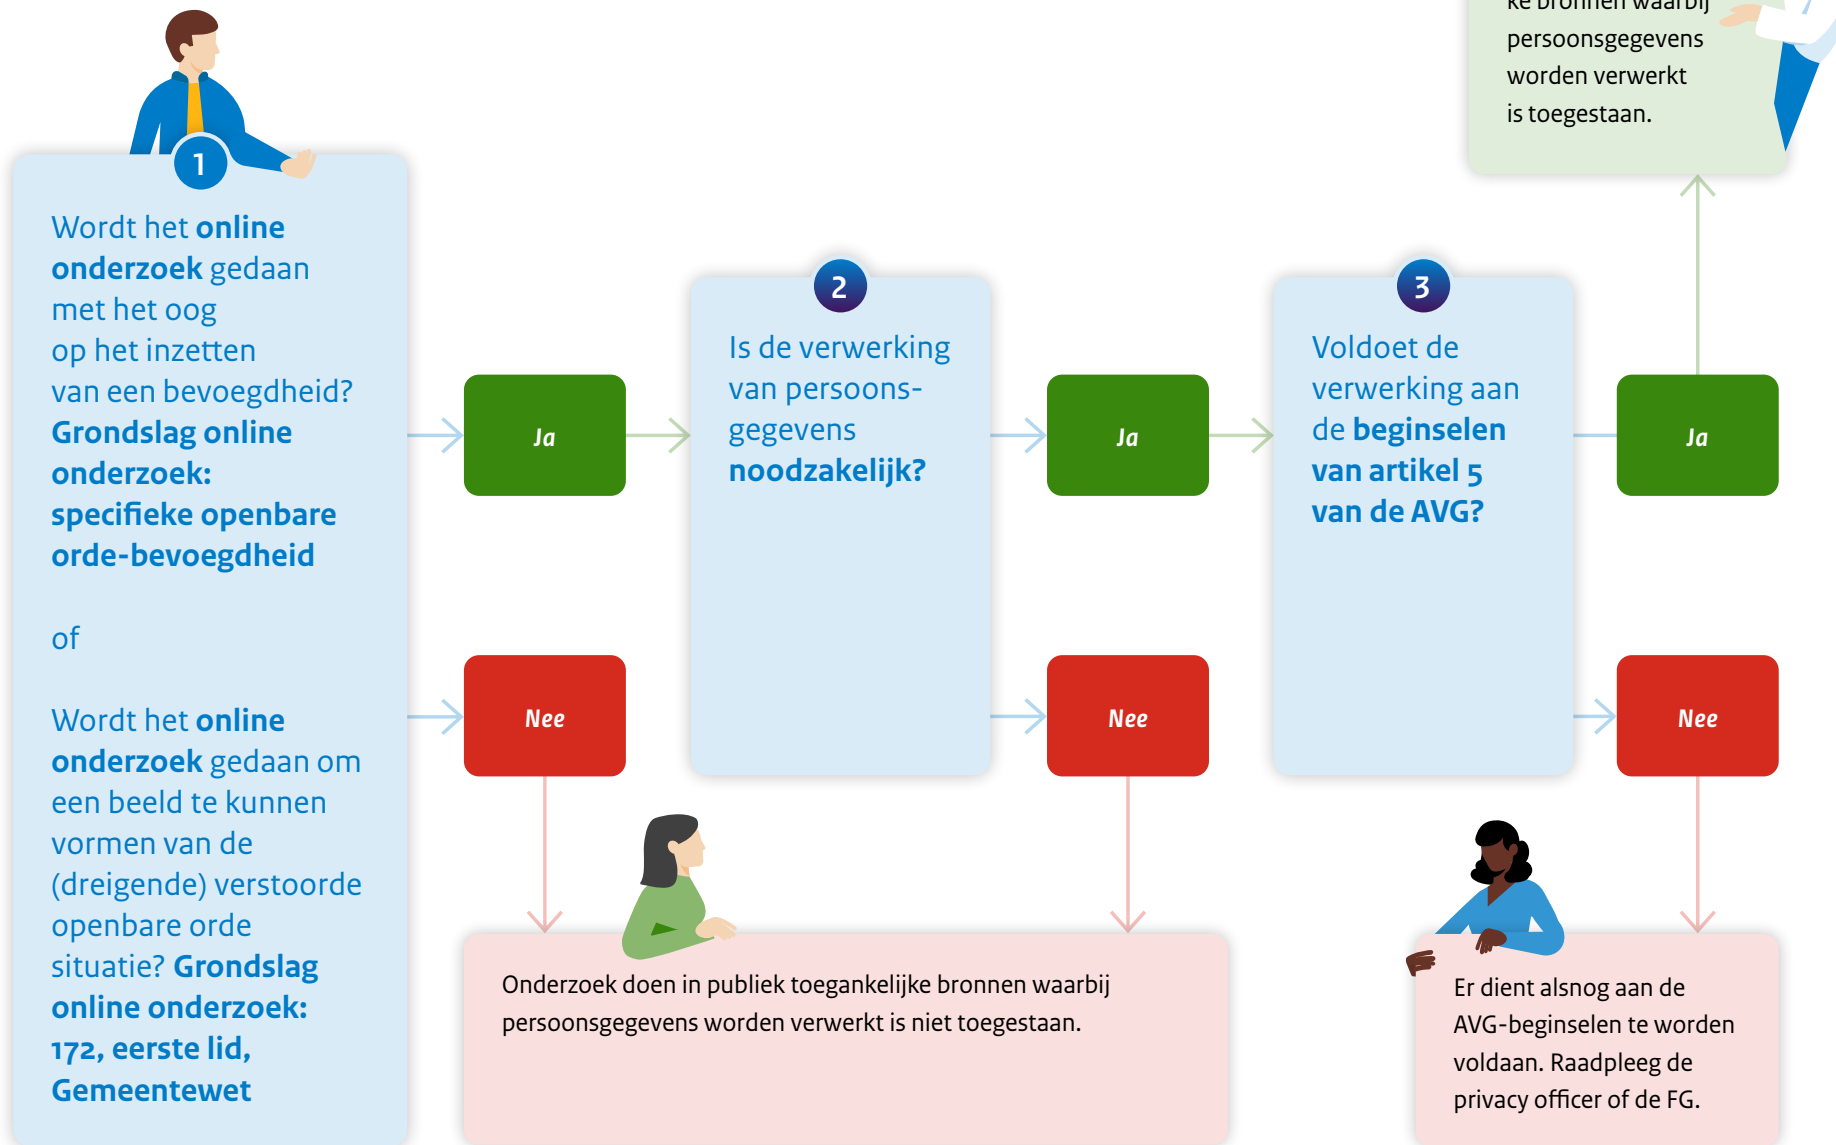 ke bronnen waarbij
persoonsgegevens
worden verwerkt
is toegestaan.
1
Wordt het online
onderzoek gedaan
met het oog
op het inzetten
van een bevoegdheid?
Grondslag online
onderzoek:
specifieke openbare
orde-bevoegdheid
of
Wordt het online
onderzoek gedaan om
een beeld te kunnen
vormen van de
(dreigende) verstoorde
openbare orde
situatie? Grondslag
online onderzoek:
172, eerste lid,
Gemeentewet
Ja
Nee
2
Is de verwerking
van persoons-
gegevens
noodzakelijk?
Ja
Nee
3
Voldoet de
verwerking aan
de beginselen
van artikel 5
van de AVG?
Ja
Nee
Onderzoek doen in publiek toegankelijke bronnen waarbij
persoonsgegevens worden verwerkt is niet toegestaan.
Er dient alsnog aan de
AVG-beginselen te worden
voldaan. Raadpleeg de
privacy officer of de FG.